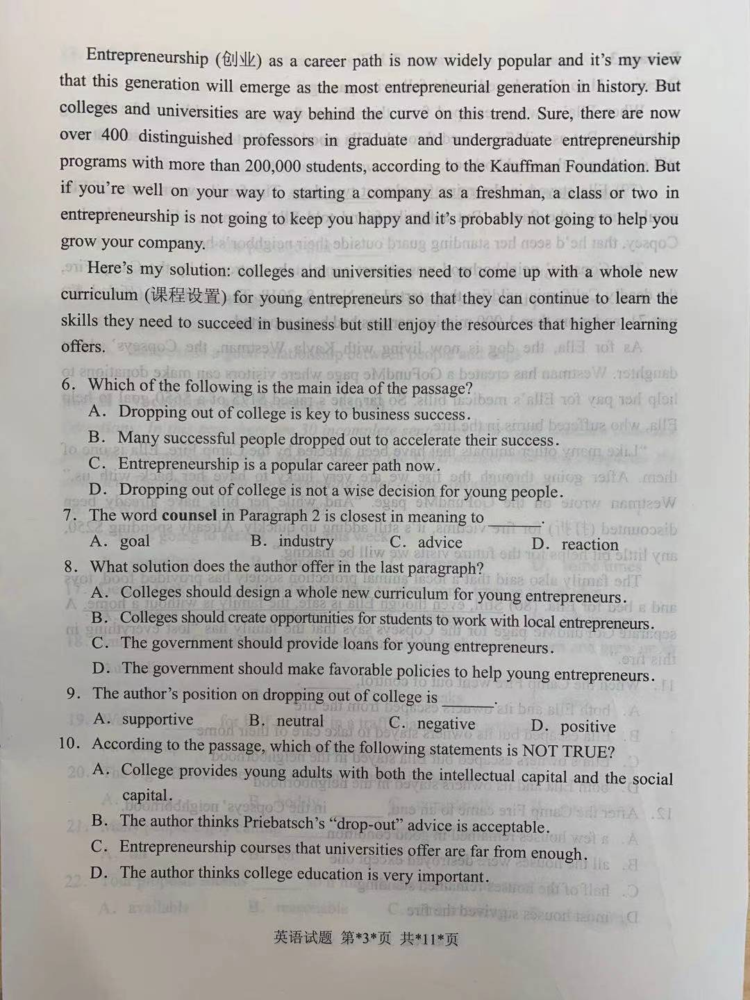 Entrepreneurship (创业) as a career path is now widely popular and it's my view
that this generation will emerge as the most entrepreneurial generation in history. But
colleges and universities are way behind the curve on this trend. Sure, there are now
over 400 distinguished professors in graduate and undergraduate entrepreneurship
programs with more than 200,000 students, according to the Kauffman Foundation. But
if you're well on your way to starting a company as a freshman, a class or two in
entrepreneurship is not going to keep you happy and it's probably not going to help you
grow your company.
Here's my solution: colleges and universities need to come up with a whole new
curriculum (课程设置) for young entrepreneurs so that they can continue to learn the
skills they need to succeed in business but still enjoy the resources that higher learning
offers.
6. Which of the following is the main idea of the passage?
A. Dropping out of college is key to business success.
B. Many successful people dropped out to accelerate their success.
C. Entrepreneurship is a popular career path now.
D. Dropping out of college is not a wise decision for young people.
7. The word counsel in Paragraph 2 is closest in meaning to ______.
A. goal B. industry C. advice D. reaction
8. What solution does the author offer in the last paragraph?
A. Colleges should design a whole new curriculum for young entrepreneurs.
B. Colleges should create opportunities for students to work with local entrepreneurs.
C. The government should provide loans for young entrepreneurs.
D. The government should make favorable policies to help young entrepreneurs.
9. The author's position on dropping out of college is ______.
A. supportive B. neutral C. negative D. positive
10. According to the passage, which of the following statements is NOT TRUE?
A. College provides young adults with both the intellectual capital and the social
capital.
B. The author thinks Priebatsch's “drop-out” advice is acceptable.
C. Entrepreneurship courses that universities offer are far from enough.
D. The author thinks college education is very important.
英语试题 第*3*页 共*11*页